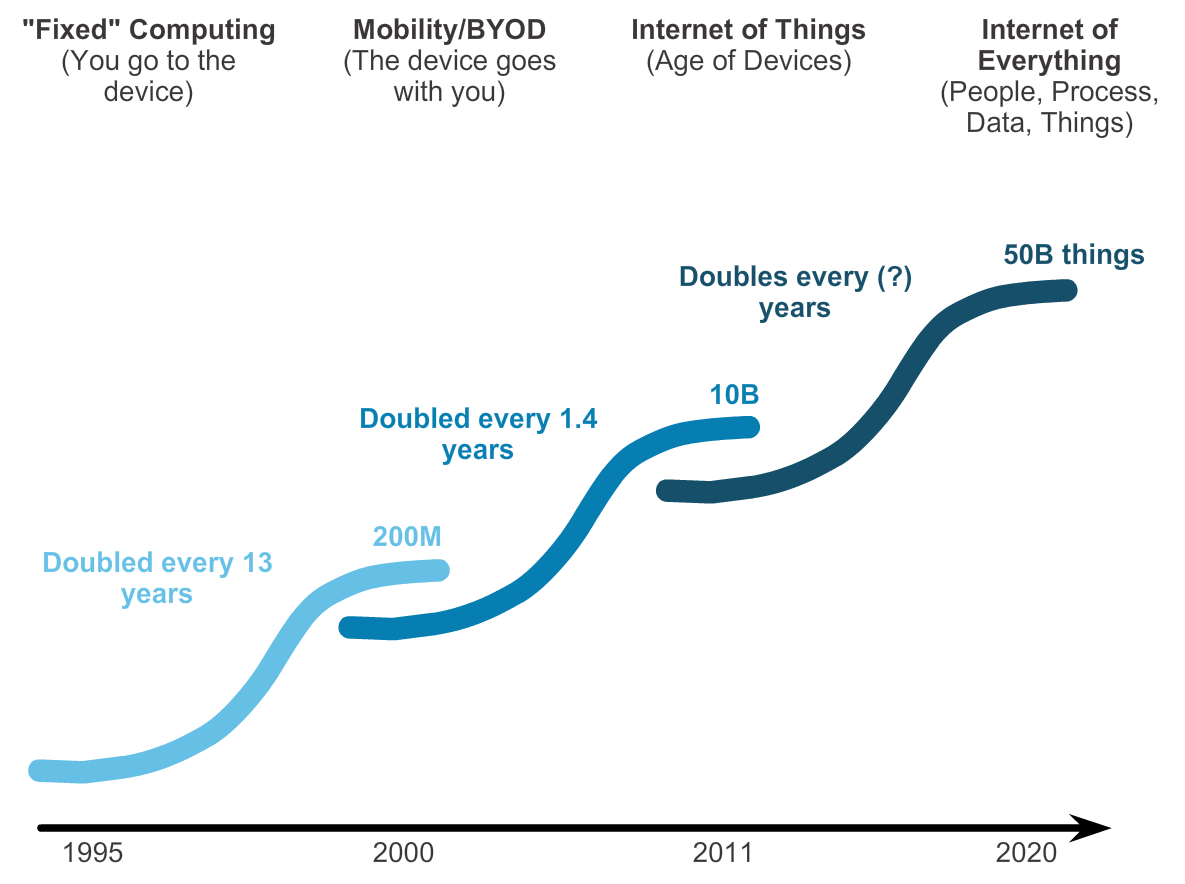 "Fixed" Computing
(You go to the
device)
Mobility/BYOD
(The device goes
with you)
Internet of Things
(Age of Devices)
Internet of
Everything
(People, Process,
Data, Things)
50B things
Doubles every (?)
years
10B
Doubled every 1.4
years
200M
Doubled every 13
years
1995
2000
2011
2020